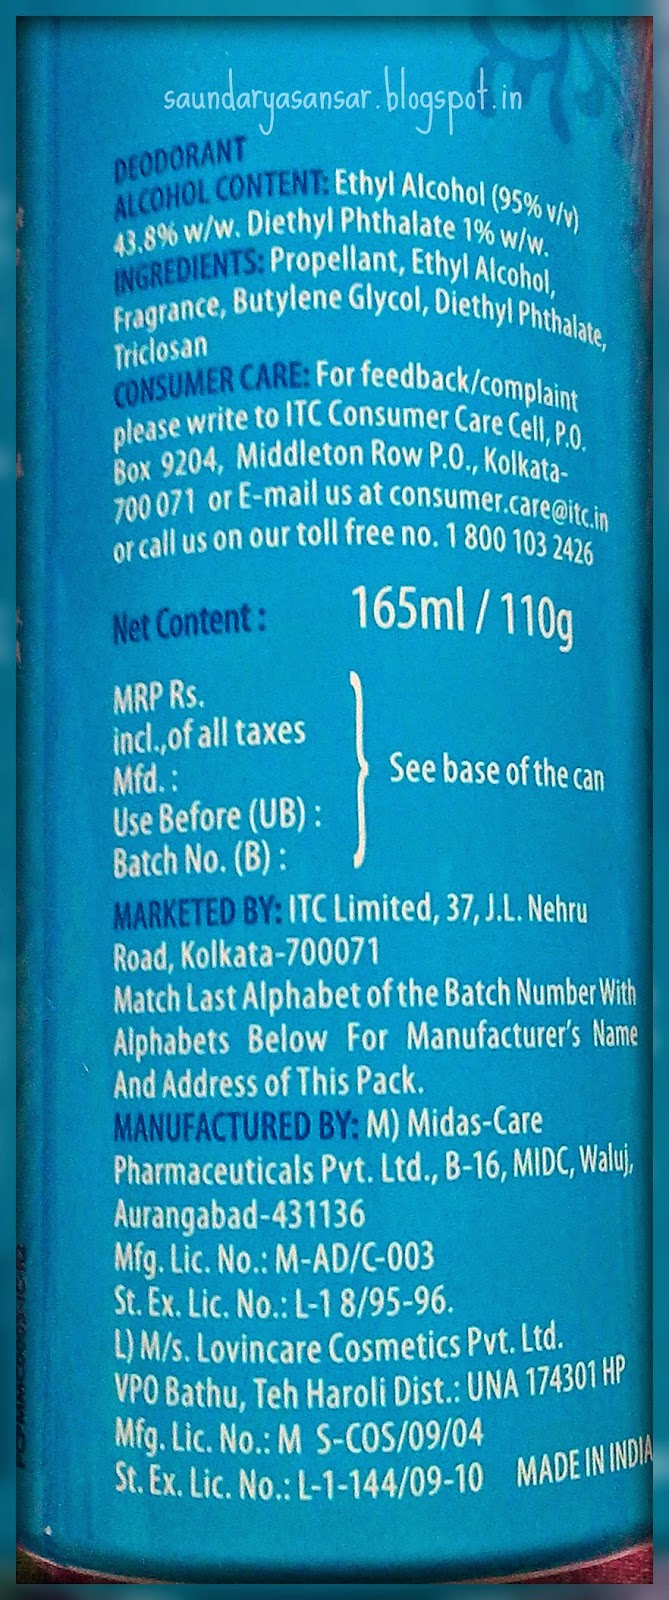 saundaryasansar.blogspot.in
DEODORANT
ALCOHOL CONTENT: Ethyl Alcohol (95% v/v)
43.8% w/w. Diethyl Phthalate 1% w/w.
INGREDIENTS: Propellant, Ethyl Alcohol,
Fragrance, Butylene Glycol, Diethyl Phthalate,
Triclosan
CONSUMER CARE: For feedback/complaint
please write to ITC Consumer Care Cell, P.O.
Box 9204, Middleton Row P.O., Kolkata-
700 071 or E-mail us at consumer.care@itc.in
or call us on our toll free no. 1 800 103 2426
Net Content : 165ml / 110g
MRP Rs.
incl.,of all taxes
Mfd. :
Use Before (UB) :
Batch No. (B) :
See base of the can
MARKETED BY: ITC Limited, 37, J.L. Nehru
Road, Kolkata-700071
Match Last Alphabet of the Batch Number With
Alphabets Below For Manufacturer's Name
And Address of This Pack.
MANUFACTURED BY: M) Midas-Care
Pharmaceuticals Pvt. Ltd., B-16, MIDC, Waluj,
Aurangabad-431136
Mfg. Lic. No.: M-AD/C-003
St. Ex. Lic. No.: L-1 8/95-96.
L) M/s. Lovincare Cosmetics Pvt. Ltd.
VPO Bathu, Teh Haroli Dist.: UNA 174301 HP
Mfg. Lic. No.: M S-COS/09/04
St. Ex. Lic. No.: L-1-144/09-10 MADE IN INDIA